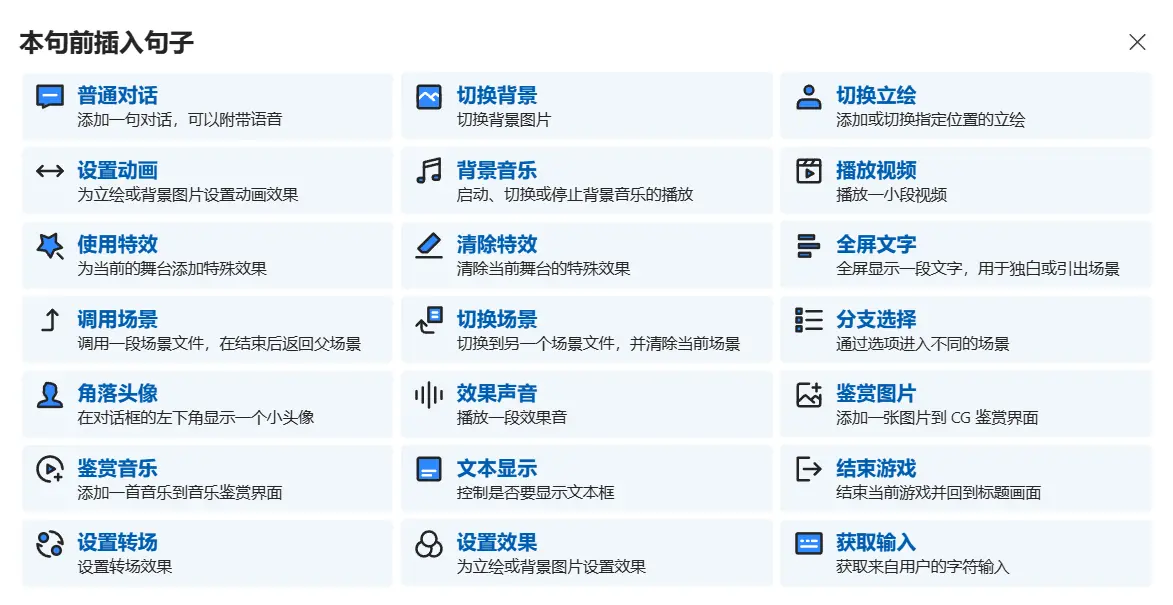 本句前插入句子
普通对话
添加一句对话，可以附带语音
切换背景
切换背景图片
切换立绘
添加或切换指定位置的立绘
设置动画
为立绘或背景图片设置动画效果
背景音乐
启动、切换或停止背景音乐的播放
播放视频
播放一小段视频
使用特效
为当前的舞台添加特殊效果
清除特效
清除当前舞台的特殊效果
全屏文字
全屏显示一段文字，用于独白或引出场景
调用场景
调用一段场景文件，在结束后返回父场景
切换场景
切换到另一个场景文件，并清除当前场景
分支选择
通过选项进入不同的场景
角落头像
在对话框的左下角显示一个小头像
效果声音
播放一段效果音
鉴赏图片
添加一张图片到 CG 鉴赏界面
鉴赏音乐
添加一首音乐到音乐鉴赏界面
文本显示
控制是否要显示文本框
结束游戏
结束当前游戏并回到标题画面
设置转场
设置转场效果
设置效果
为立绘或背景图片设置效果
获取输入
获取来自用户的字符输入